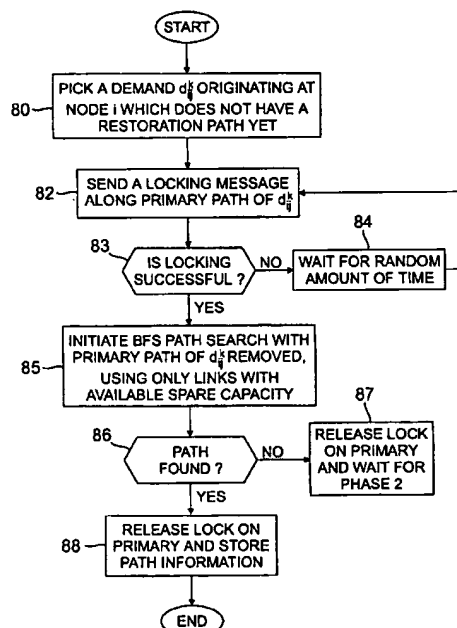 START
80
PICK A DEMAND d^k_ij ORIGINATING AT
NODE i WHICH DOES NOT HAVE A
RESTORATION PATH YET
82
SEND A LOCKING MESSAGE
ALONG PRIMARY PATH OF d^k_ij
83
IS LOCKING
SUCCESSFUL ?
NO
84
WAIT FOR RANDOM
AMOUNT OF TIME
YES
85
INITIATE BFS PATH SEARCH WITH
PRIMARY PATH OF d^k_ij REMOVED,
USING ONLY LINKS WITH
AVAILABLE SPARE CAPACITY
86
PATH
FOUND ?
NO
87
RELEASE LOCK
ON PRIMARY
AND WAIT FOR
PHASE 2
YES
88
RELEASE LOCK ON
PRIMARY AND STORE
PATH INFORMATION
END